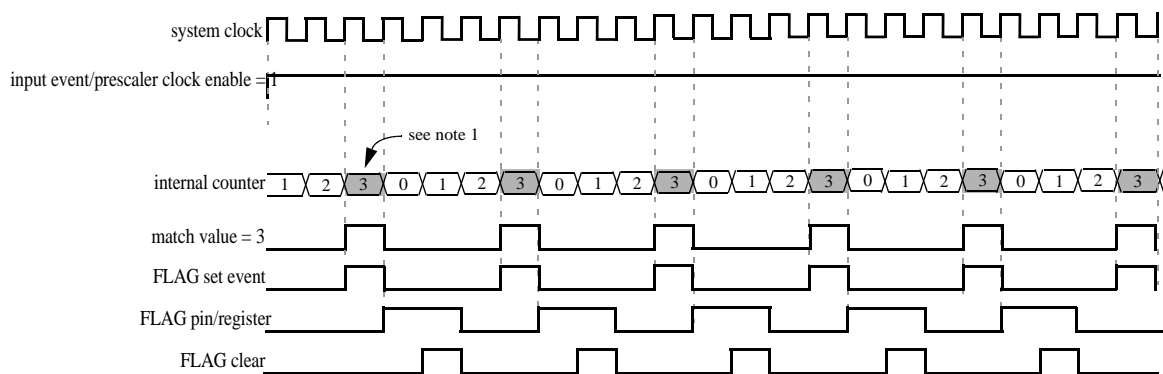 system clock
input event/prescaler clock enable = 1
see note 1
internal counter
1 2 3 0 1 2 3 0 1 2 3 0 1 2 3 0 1 2 3 0 1 2 3
match value = 3
FLAG set event
FLAG pin/register
FLAG clear